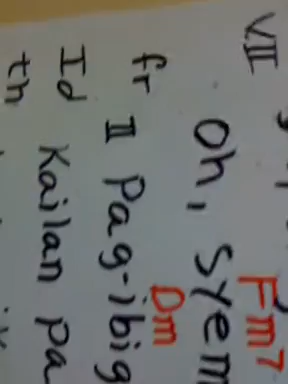 VII Fm7
Oh, syem
fr Dm
II Pag-ibig
Id Kailan pa
th